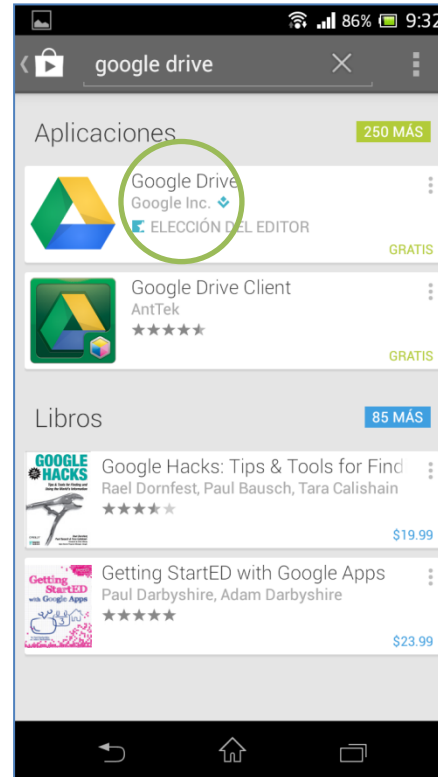 86% 9:32
google drive
Aplicaciones
250 MÁS
Google Drive
Google Inc.
ELECCIÓN DEL EDITOR
GRATIS
Google Drive Client
AntTek
GRATIS
Libros
85 MÁS
GOOGLE
HACKS
Google Hacks: Tips & Tools for Find
Rael Dornfest, Paul Bausch, Tara Calishain
$19.99
Getting
StartED
with Google Apps
Getting StartED with Google Apps
Paul Darbyshire, Adam Darbyshire
$23.99